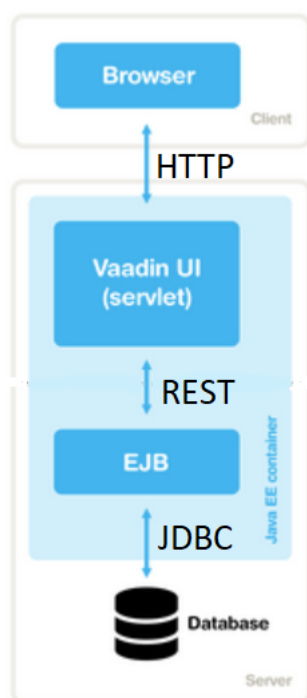 Browser
Client
HTTP
Vaadin UI
(servlet)
REST
EJB
Java EE container
JDBC
Database
Server